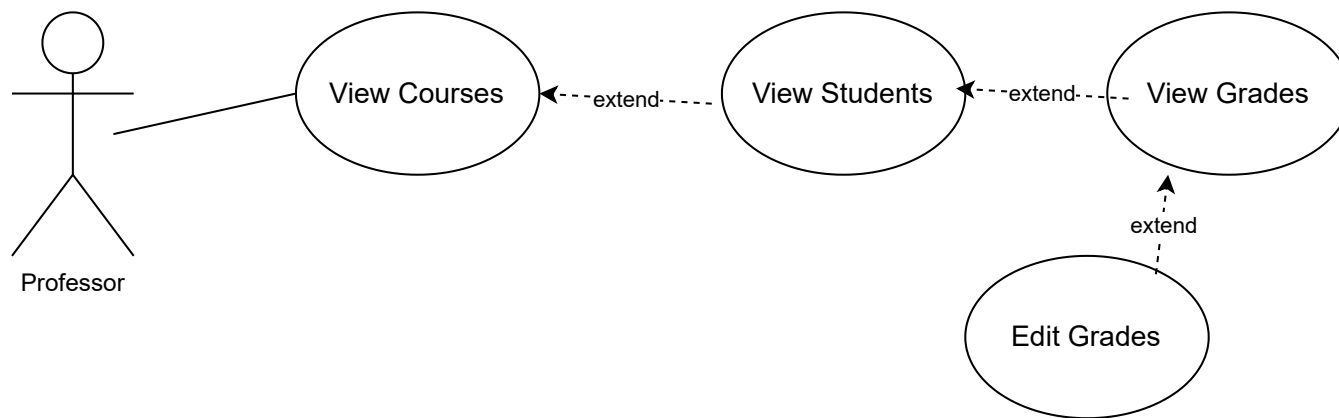 View Courses
extend
View Students
extend
View Grades
extend
Professor
Edit Grades